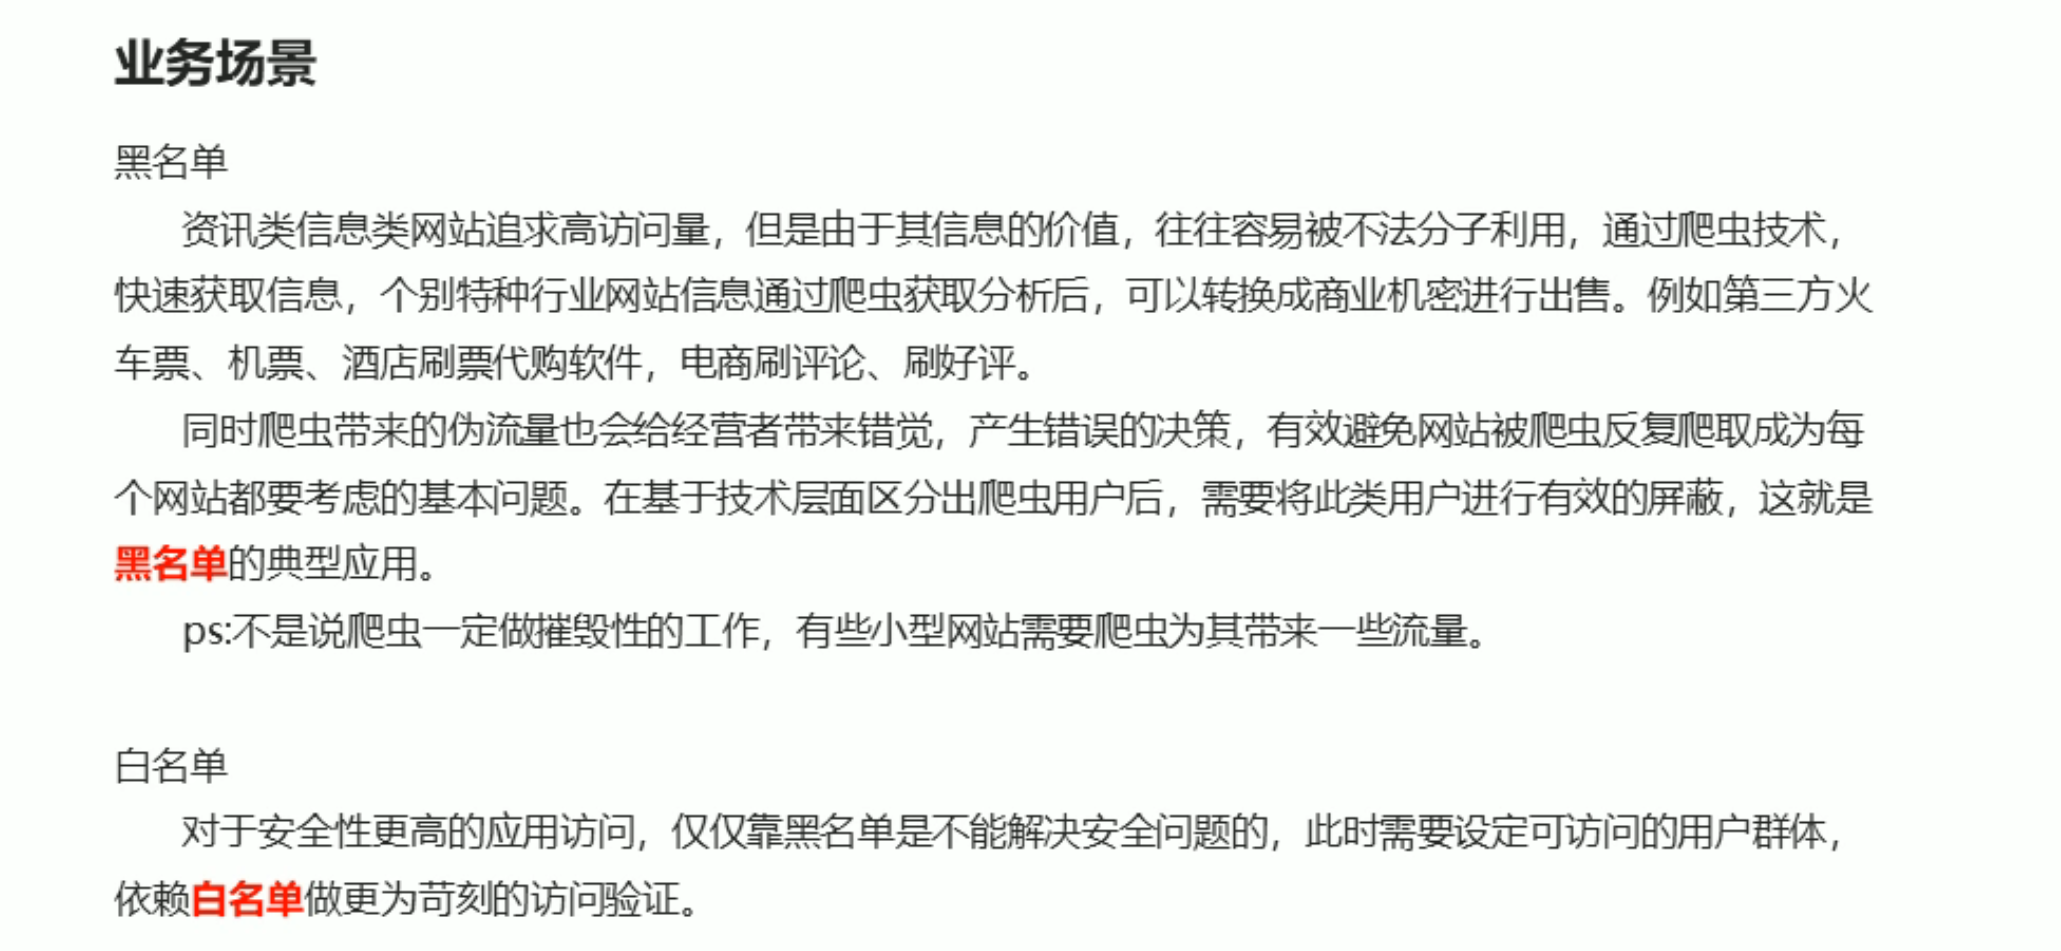 业务场景
黑名单
资讯类信息类网站追求高访问量，但是由于其信息的价值，往往容易被不法分子利用，通过爬虫技术，
快速获取信息，个别特种行业网站信息通过爬虫获取分析后，可以转换成商业机密进行出售。例如第三方火
车票、机票、酒店刷票代购软件，电商刷评论、刷好评。
同时爬虫带来的伪流量也会给经营者带来错觉，产生错误的决策，有效避免网站被爬虫反复爬取成为每
个网站都要考虑的基本问题。在基于技术层面区分出爬虫用户后，需要将此类用户进行有效的屏蔽，这就是
黑名单的典型应用。
ps:不是说爬虫一定做摧毁性的工作，有些小型网站需要爬虫为其带来一些流量。
白名单
对于安全性更高的应用访问，仅仅靠黑名单是不能解决安全问题的，此时需要设定可访问的用户群体，
依赖白名单做更为苛刻的访问验证。